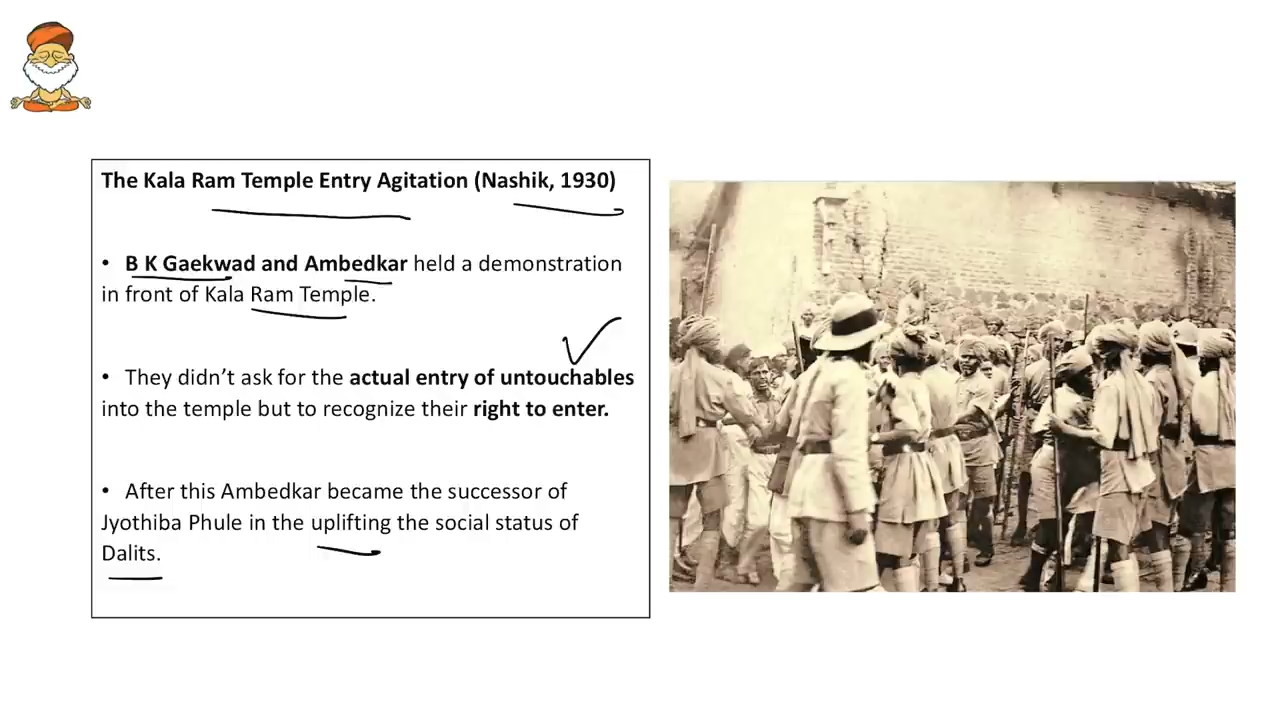 The Kala Ram Temple Entry Agitation (Nashik, 1930)
• B K Gaekwad and Ambedkar held a demonstration
in front of Kala Ram Temple.
• They didn’t ask for the actual entry of untouchables
into the temple but to recognize their right to enter.
• After this Ambedkar became the successor of
Jyothiba Phule in the uplifting the social status of
Dalits.